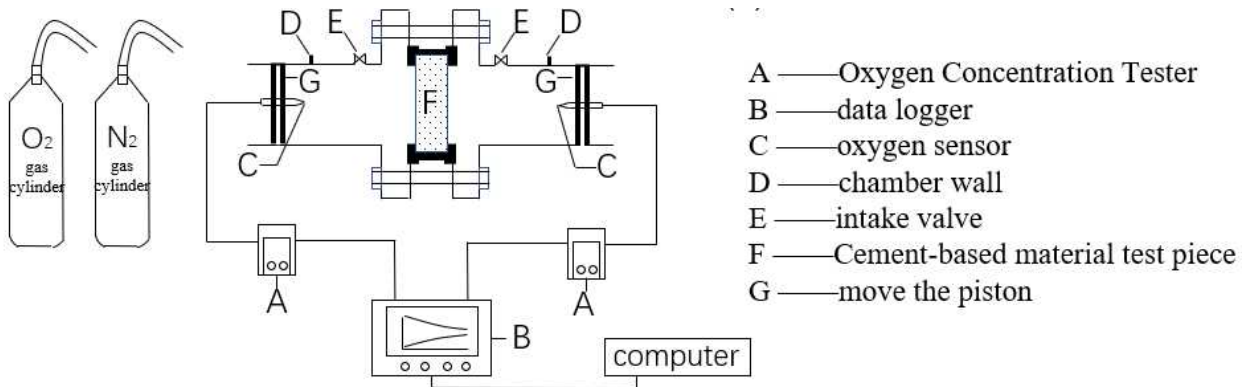 D E E D
G G
F
O2
gas
cylinder
N2
gas
cylinder
C C
A A
B
computer
A ——Oxygen Concentration Tester
B ——data logger
C ——oxygen sensor
D ——chamber wall
E ——intake valve
F ——Cement-based material test piece
G ——move the piston